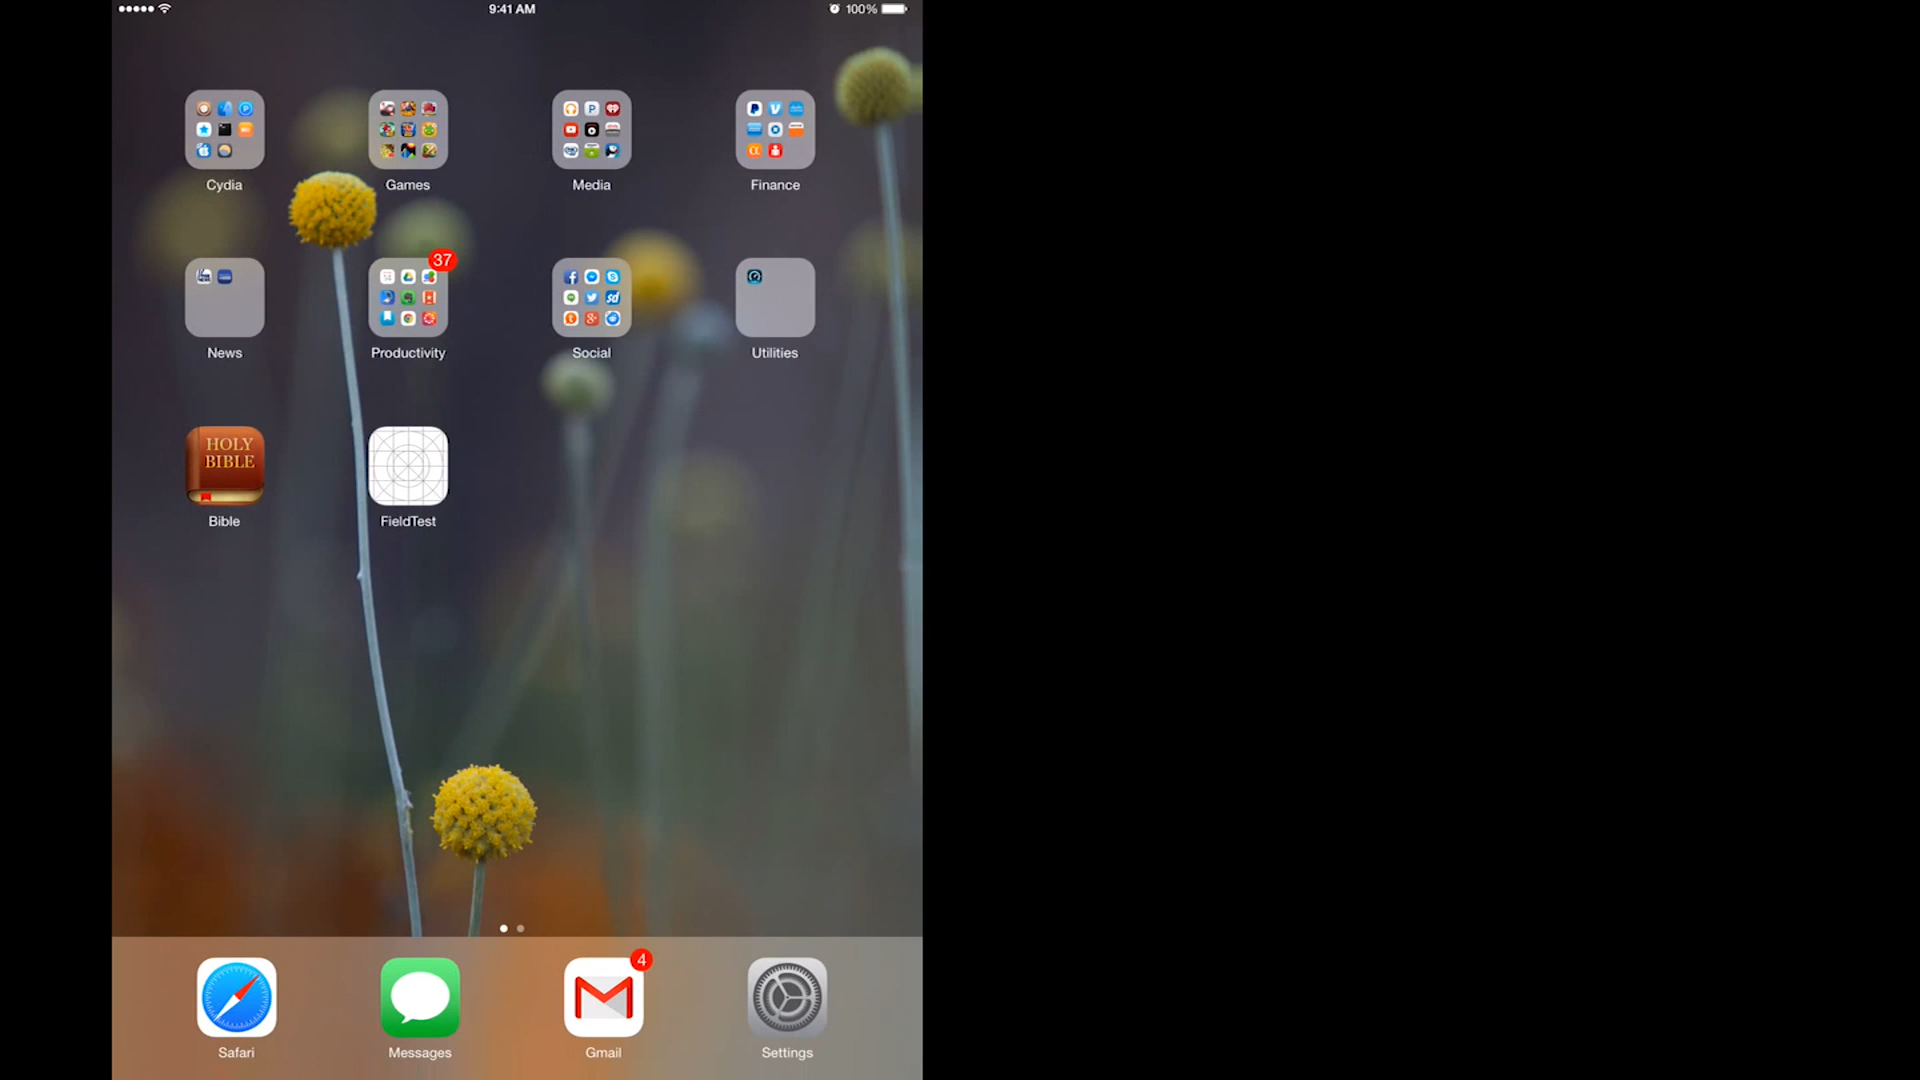 9:41 AM
100%
Cydia
Games
Media
Finance
37
News
Productivity
Social
Utilities
HOLY
BIBLE
Bible
FieldTest
4
Safari
Messages
Gmail
Settings